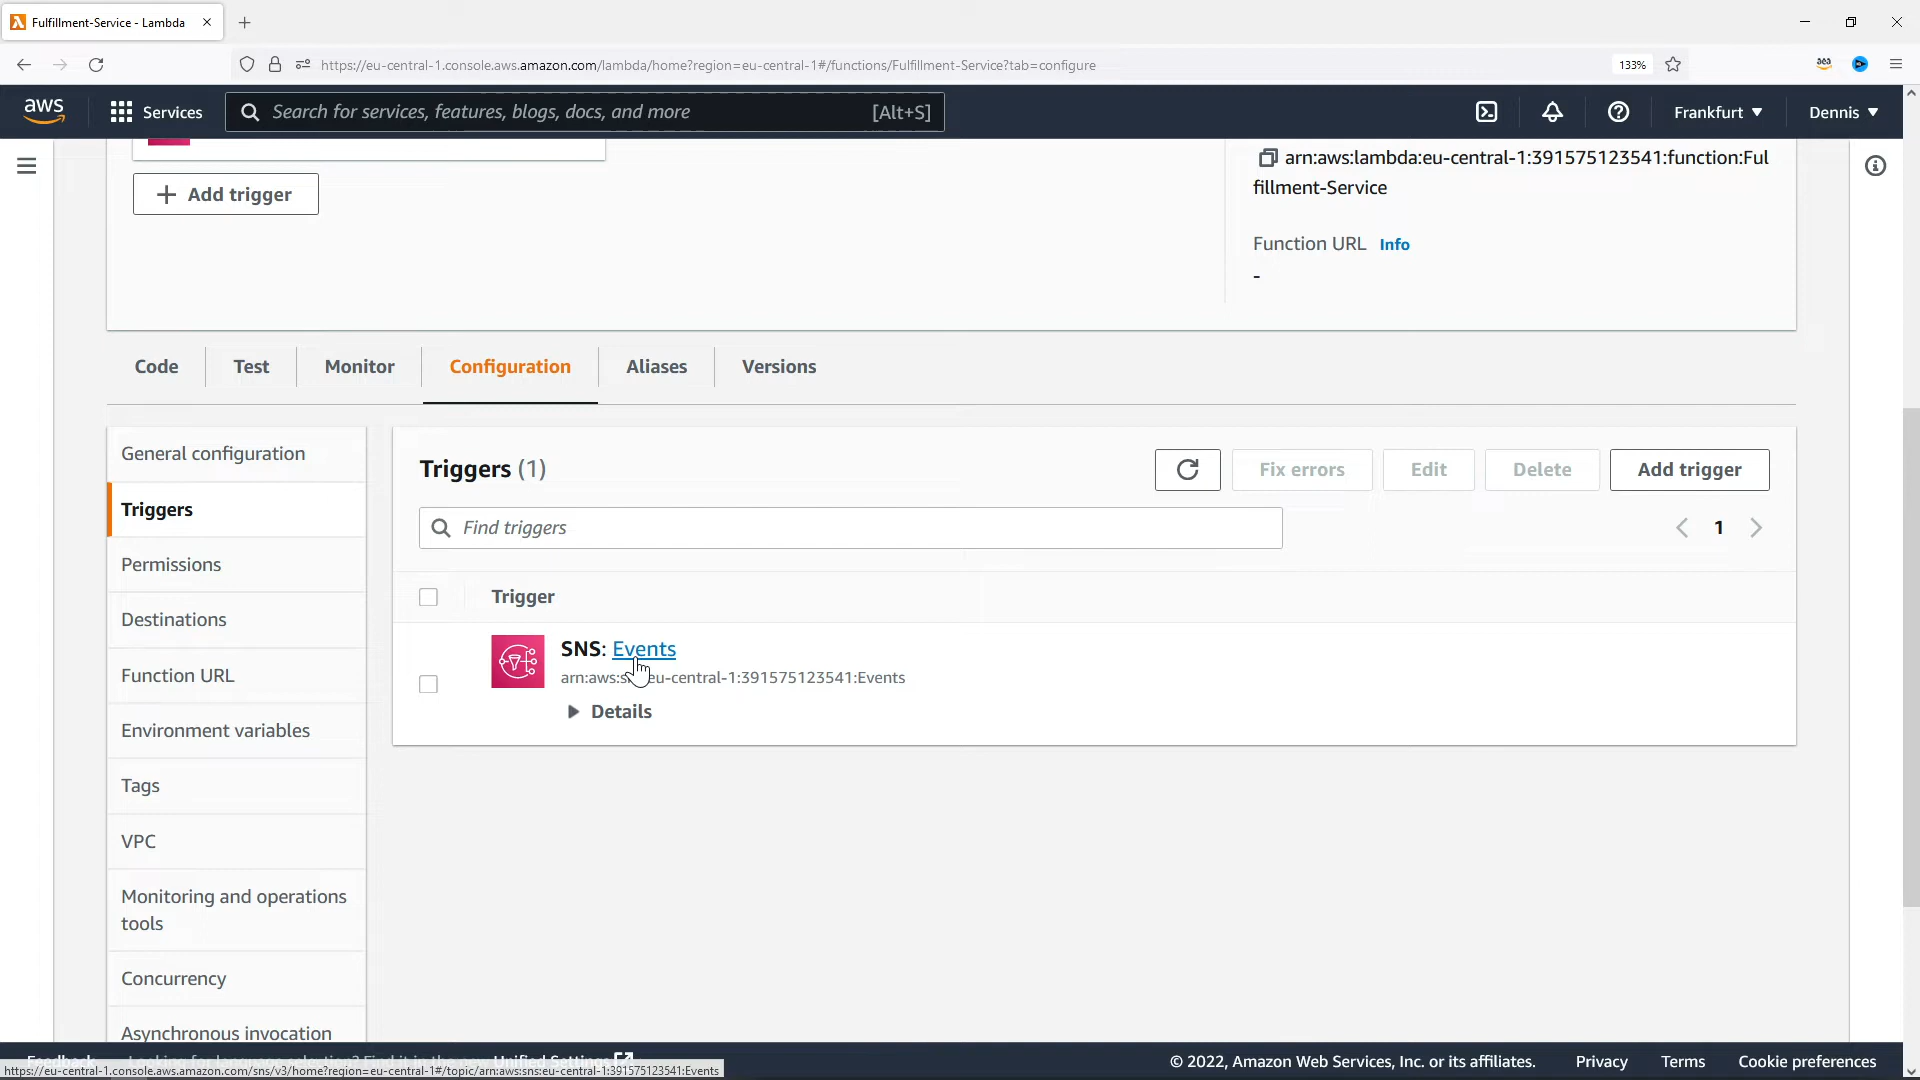 Fulfillment-Service - Lambda
https://eu-central-1.console.aws.amazon.com/lambda/home?region=eu-central-1#/functions/Fulfillment-Service?tab=configure
133%
aws
Services
Search for services, features, blogs, docs, and more
[Alt+S]
Frankfurt
Dennis
Add trigger
arn:aws:lambda:eu-central-1:391575123541:function:Ful
fillment-Service
Function URL Info
-
Code
Test
Monitor
Configuration
Aliases
Versions
General configuration
Triggers
Permissions
Destinations
Function URL
Environment variables
Tags
VPC
Monitoring and operations
tools
Concurrency
Asynchronous invocation
Triggers (1)
Fix errors
Edit
Delete
Add trigger
Find triggers
1
Trigger
SNS: Events
arn:aws:s eu-central-1:391575123541:Events
Details
Feedback
Unified Settings
© 2022, Amazon Web Services, Inc. or its affiliates.
Privacy
Terms
Cookie preferences
https://eu-central-1.console.aws.amazon.com/sns/v3/home?region=eu-central-1#/topic/arn:aws:sns:eu-central-1:391575123541:Events